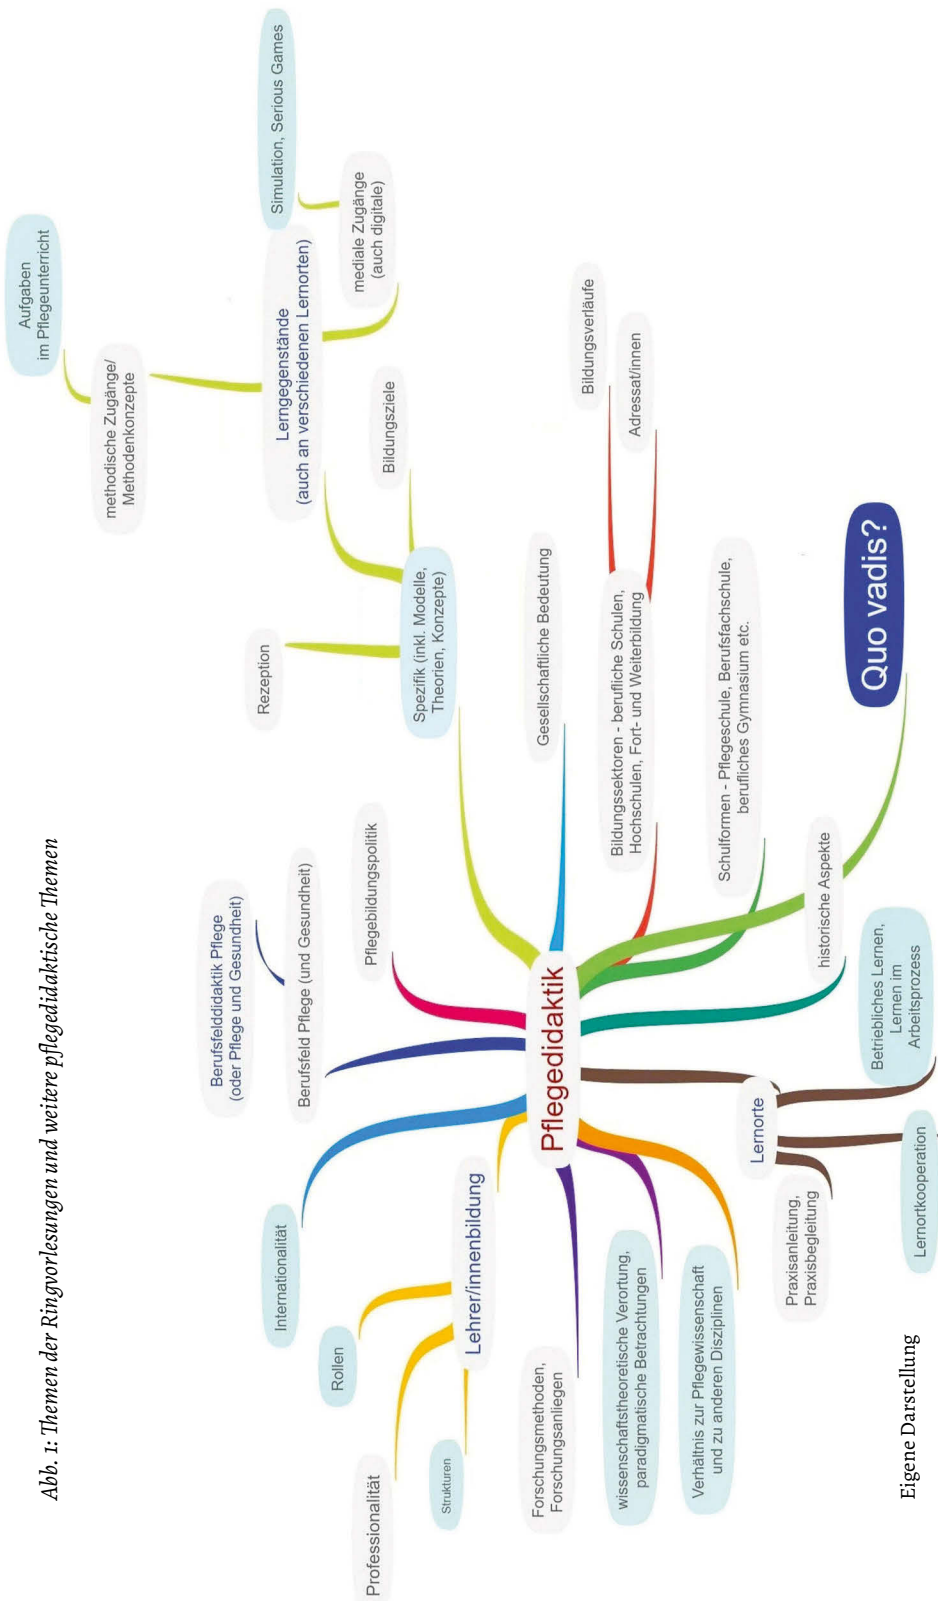 Abb. 1: Themen der Ringvorlesungen und weitere pflegedidaktische Themen
Professionalität
Rollen
Strukturen
Lehrer/innenbildung
Internationalität
Berufsfelddidaktik Pflege
(oder Pflege und Gesundheit)
Berufsfeld Pflege (und Gesundheit)
Pflegebildungspolitik
Rezeption
Spezifik (inkl. Modelle,
Theorien, Konzepte)
Bildungsziele
Lerngegenstände
(auch an verschiedenen Lernorten)
methodische Zugänge/
Methodenkonzepte
Aufgaben
im Pflegeunterricht
mediale Zugänge
(auch digitale)
Simulation, Serious Games
Pflegedidaktik
Gesellschaftliche Bedeutung
Forschungsmethoden,
Forschungsanliegen
wissenschaftstheoretische Verortung,
paradigmatische Betrachtungen
Verhältnis zur Pflegewissenschaft
und zu anderen Disziplinen
Bildungssektoren - berufliche Schulen,
Hochschulen, Fort- und Weiterbildung
Bildungsverläufe
Adressat/innen
Schulformen - Pflegeschule, Berufsfachschule,
berufliches Gymnasium etc.
historische Aspekte
Quo vadis?
Lernorte
Praxisanleitung,
Praxisbegleitung
Betriebliches Lernen,
Lernen im
Arbeitsprozess
Lernortkooperation
Eigene Darstellung